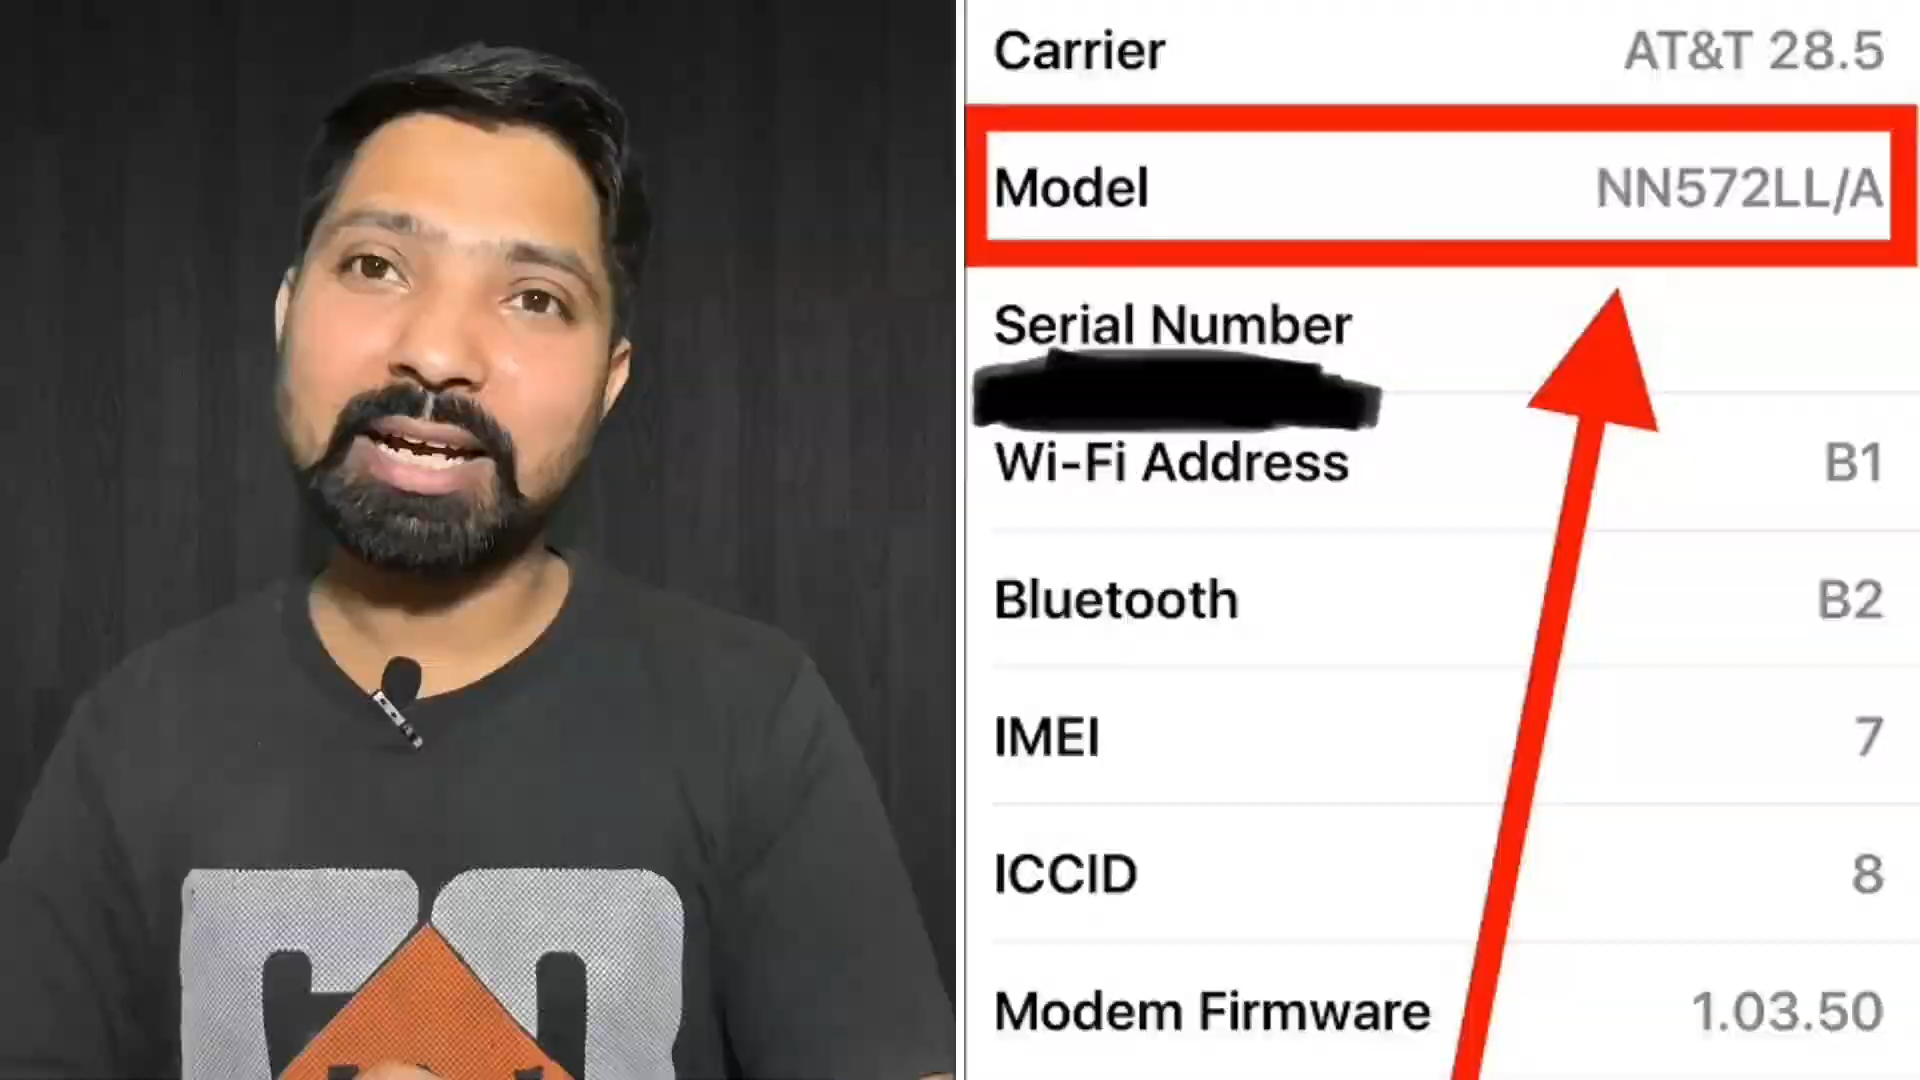 Carrier AT&T 28.5
Model NN572LL/A
Serial Number
Wi-Fi Address B1
Bluetooth B2
IMEI 7
ICCID 8
Modem Firmware 1.03.50